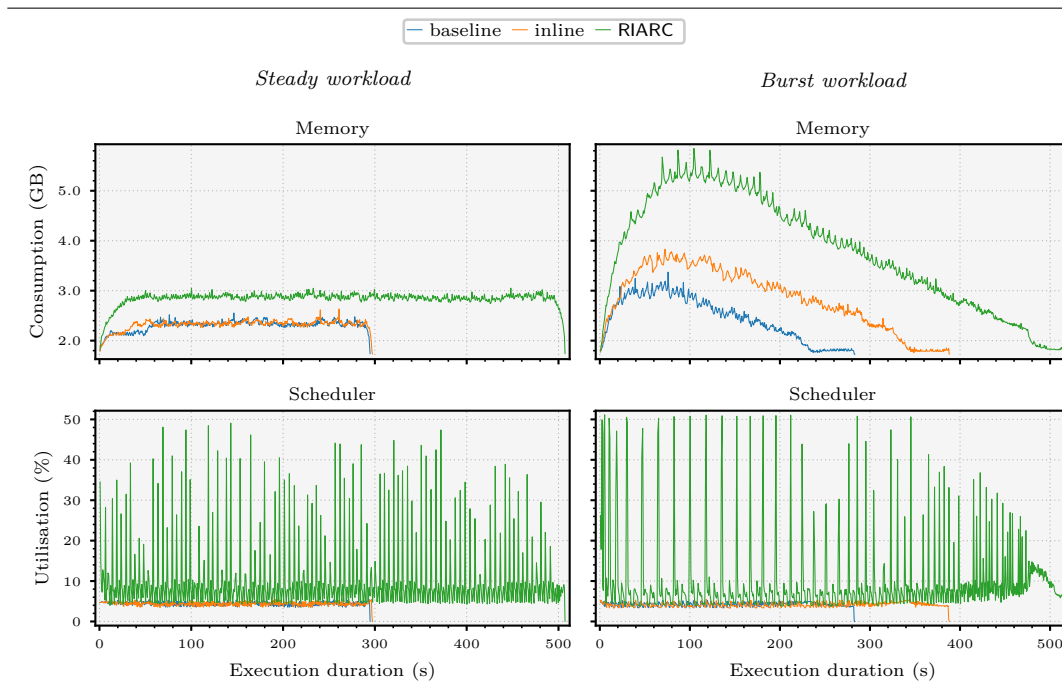 baseline inline RIARC
Steady workload Burst workload
Memory Memory
Consumption (GB)
5.0
4.0
3.0
2.0
Scheduler Scheduler
Utilisation (%)
50
40
30
20
10
0
0 100 200 300 400 500 0 100 200 300 400 500
Execution duration (s) Execution duration (s)